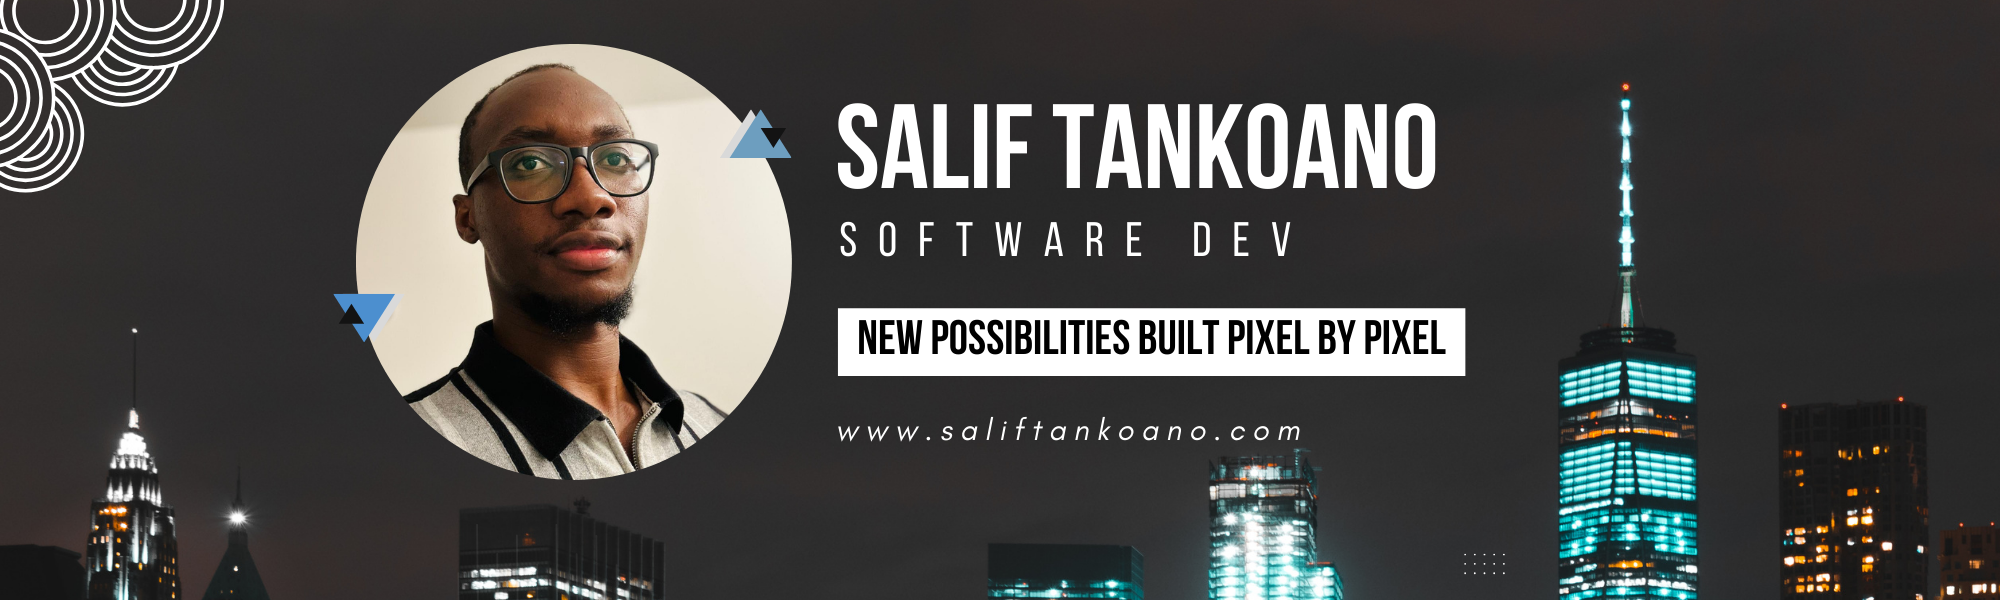 SALIF TANKOANO
SOFTWARE DEV
NEW POSSIBILITIES BUILT PIXEL BY PIXEL
www.saliftankoano.com